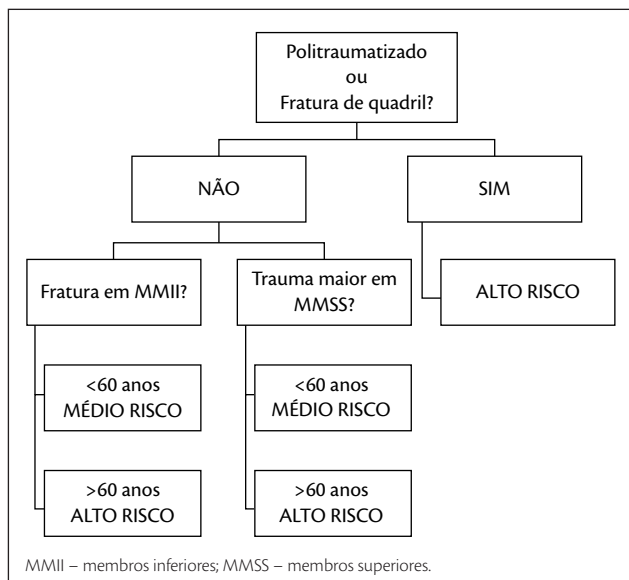 Politraumatizado
ou
Fratura de quadril?
NÃO
SIM
Fratura em MMII?
Trauma maior em
MMSS?
ALTO RISCO
<60 anos
MÉDIO RISCO
<60 anos
MÉDIO RISCO
>60 anos
ALTO RISCO
>60 anos
ALTO RISCO
MMII – membros inferiores; MMSS – membros superiores.